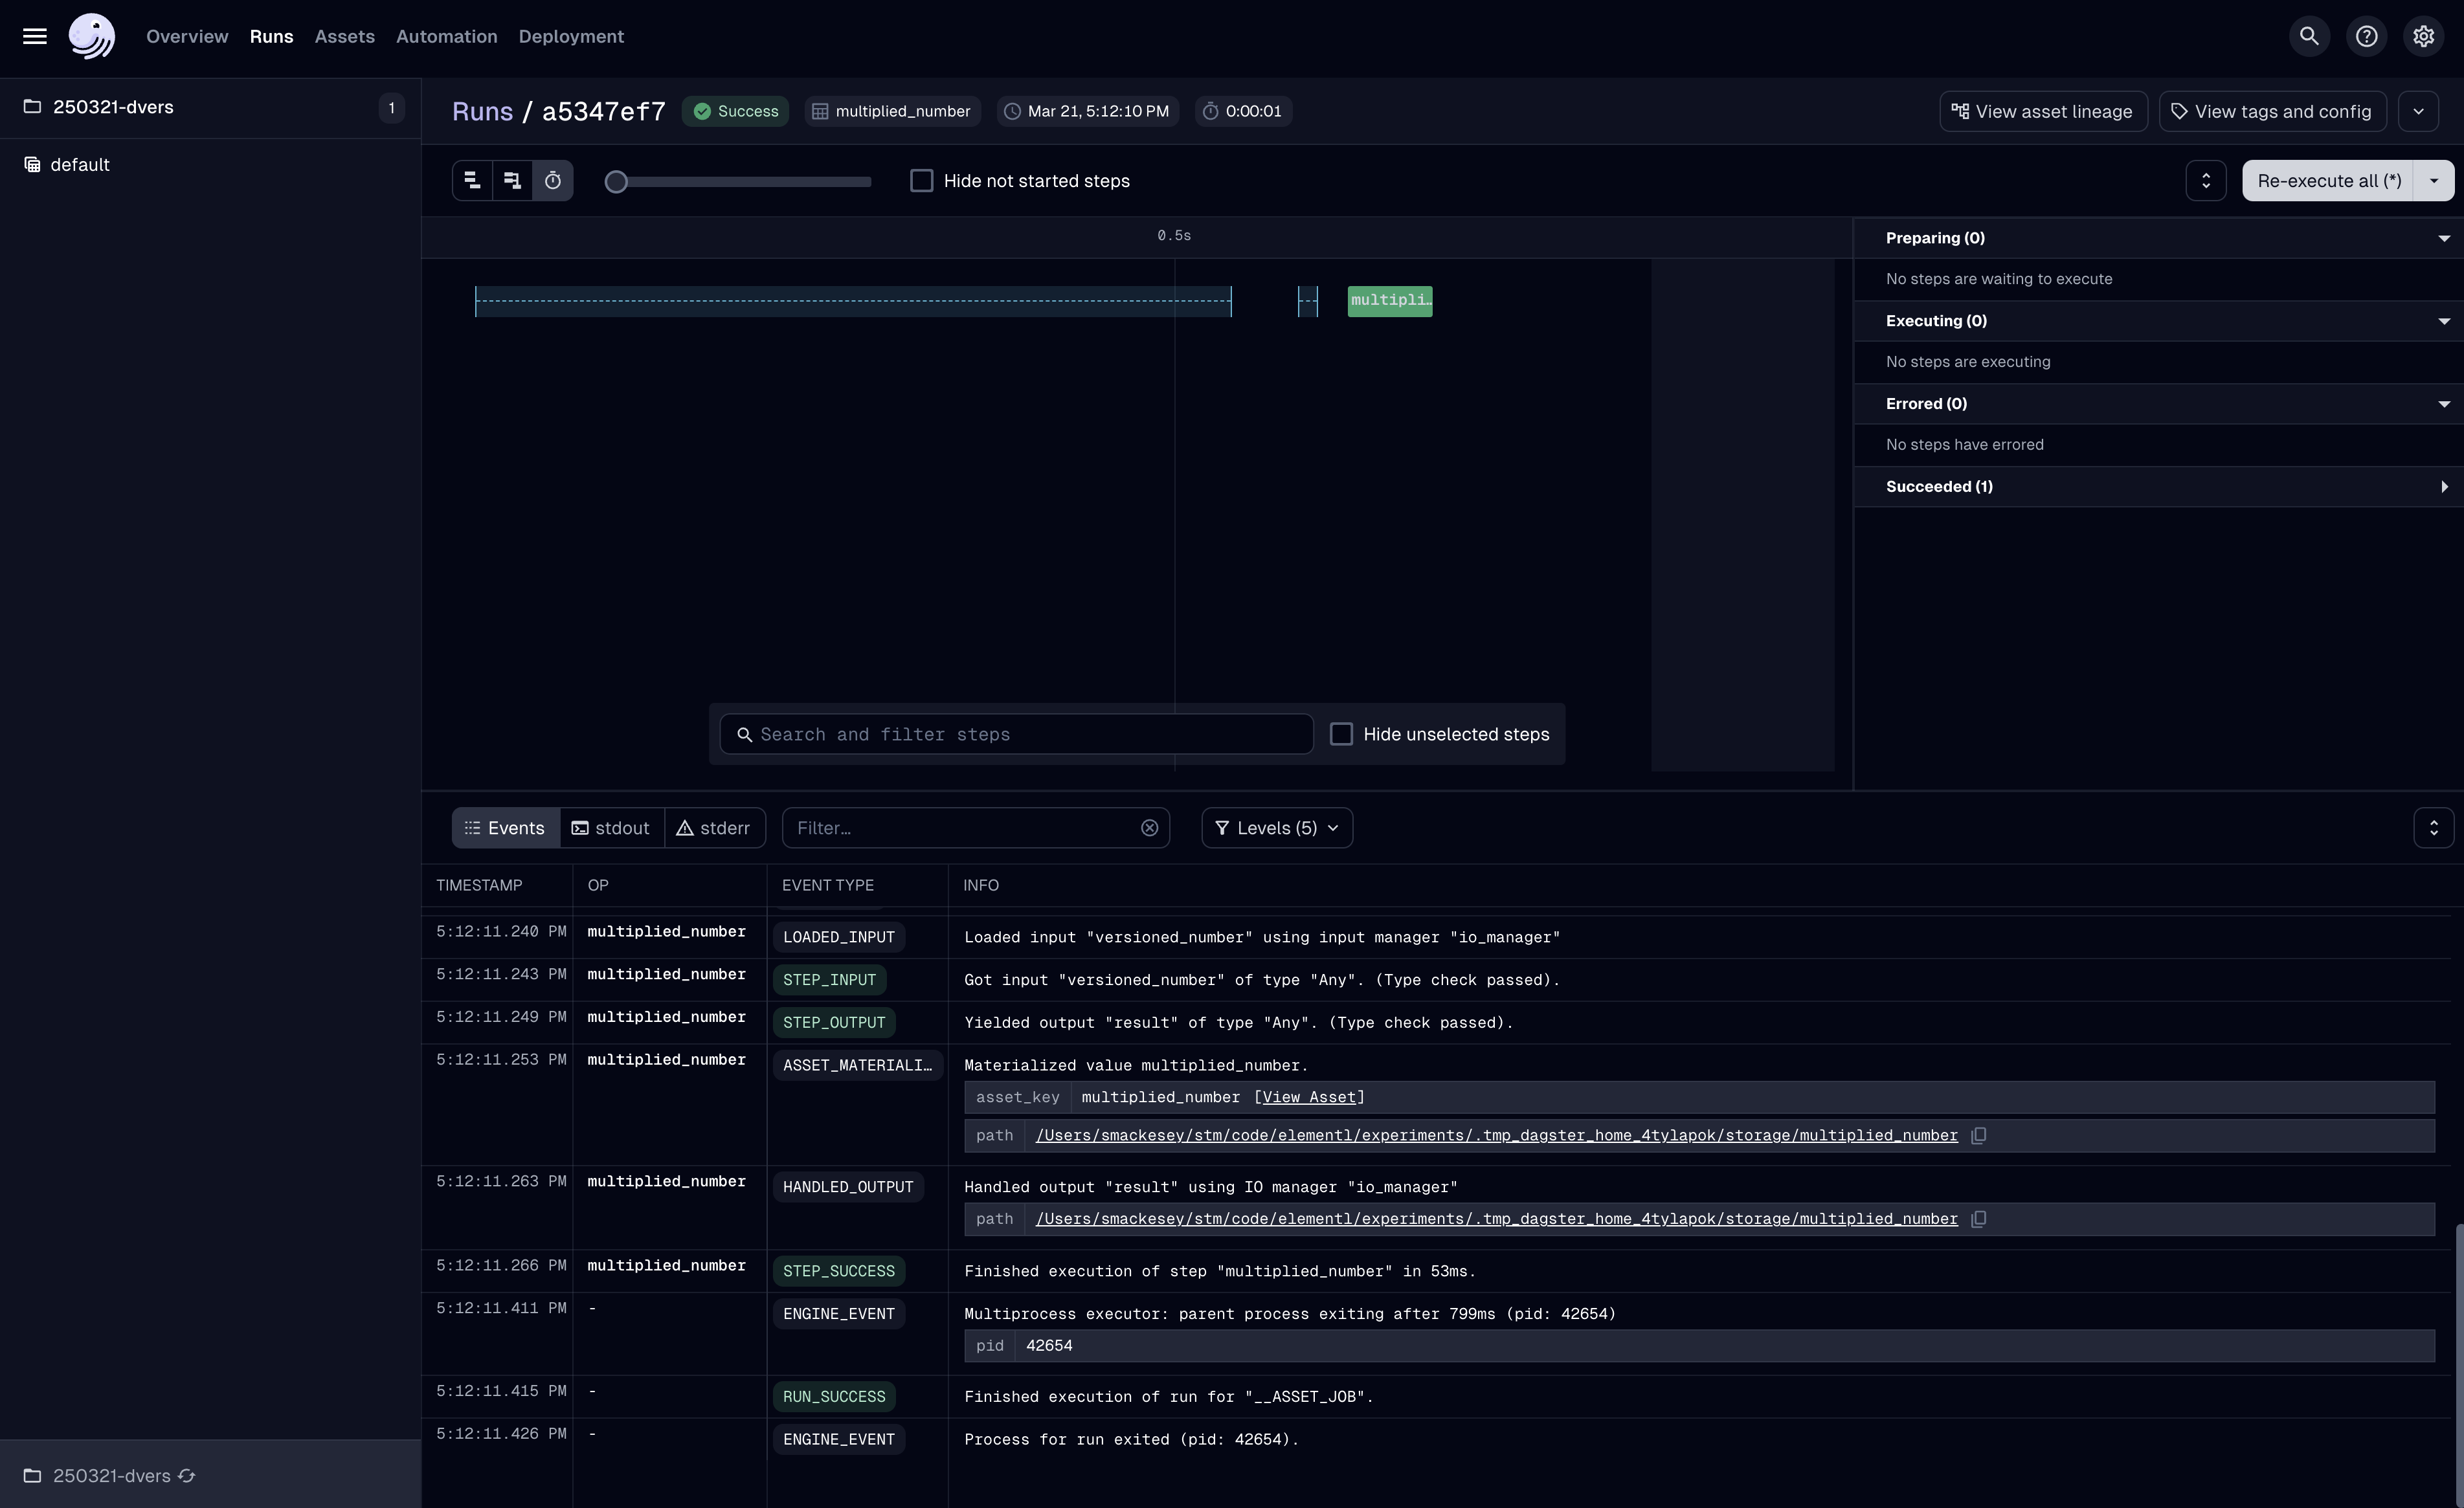 Overview Runs Assets Automation Deployment
250321-dvers 1
default
Runs / a5347ef7 Success multiplied_number Mar 21, 5:12:10 PM 0:00:01 View asset lineage View tags and config
Hide not started steps Re-execute all (*)
0.5s
multipli…
Preparing (0)
No steps are waiting to execute
Executing (0)
No steps are executing
Errored (0)
No steps have errored
Succeeded (1)
Search and filter steps Hide unselected steps
Events stdout stderr Filter… Levels (5)
TIMESTAMP OP EVENT TYPE INFO
5:12:11.240 PM multiplied_number LOADED_INPUT Loaded input "versioned_number" using input manager "io_manager"
5:12:11.243 PM multiplied_number STEP_INPUT Got input "versioned_number" of type "Any". (Type check passed).
5:12:11.249 PM multiplied_number STEP_OUTPUT Yielded output "result" of type "Any". (Type check passed).
5:12:11.253 PM multiplied_number ASSET_MATERIALI… Materialized value multiplied_number.
asset_key multiplied_number [View Asset]
path /Users/smackesey/stm/code/elementl/experiments/.tmp_dagster_home_4tylapok/storage/multiplied_number
5:12:11.263 PM multiplied_number HANDLED_OUTPUT Handled output "result" using IO manager "io_manager"
path /Users/smackesey/stm/code/elementl/experiments/.tmp_dagster_home_4tylapok/storage/multiplied_number
5:12:11.266 PM multiplied_number STEP_SUCCESS Finished execution of step "multiplied_number" in 53ms.
5:12:11.411 PM - ENGINE_EVENT Multiprocess executor: parent process exiting after 799ms (pid: 42654)
pid 42654
5:12:11.415 PM - RUN_SUCCESS Finished execution of run for "__ASSET_JOB".
5:12:11.426 PM - ENGINE_EVENT Process for run exited (pid: 42654).
250321-dvers